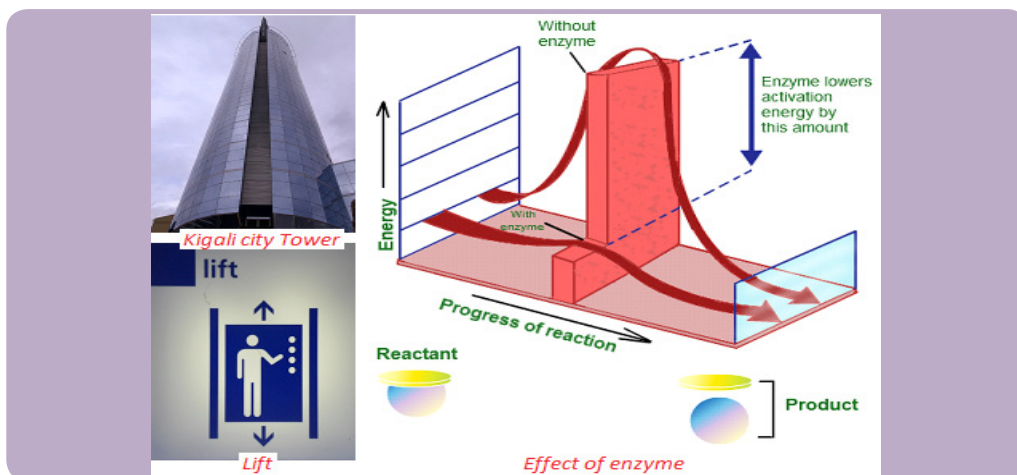 Kigali city Tower
lift
Lift
Without
enzyme
Enzyme lowers
activation
energy by
this amount
Energy
With
enzyme
Progress of reaction
Reactant
Product
Effect of enzyme